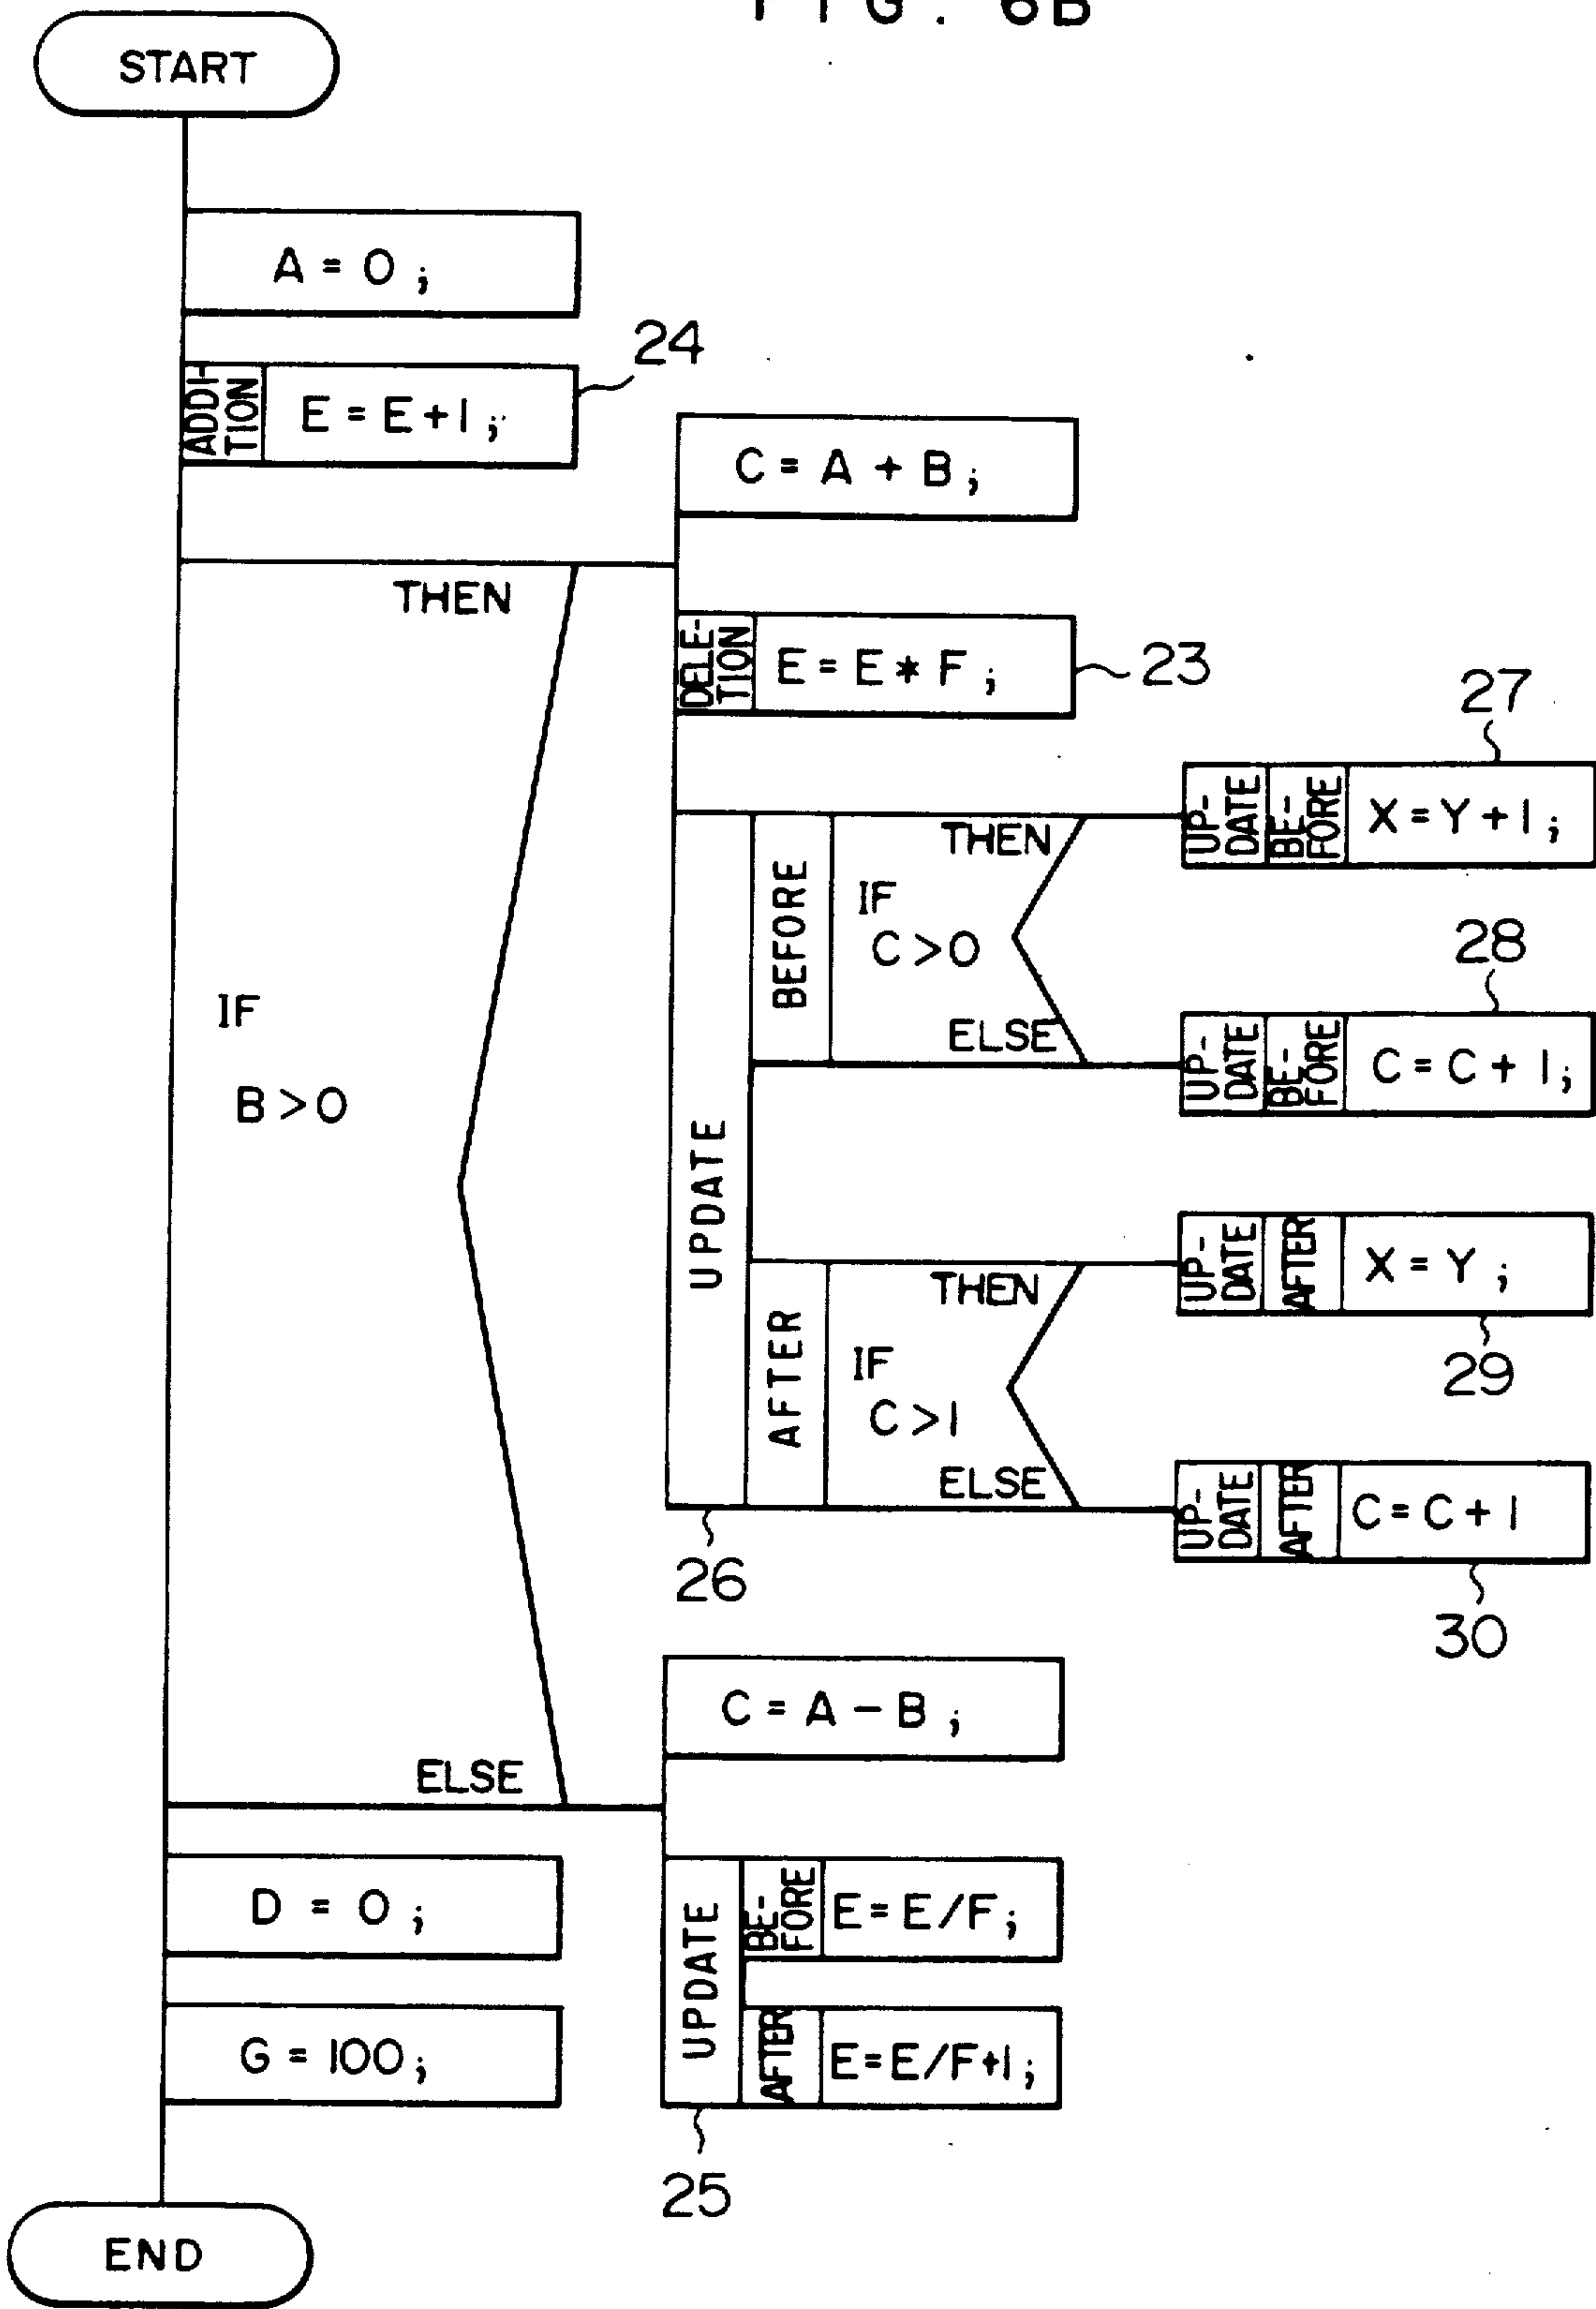 FIG. 6B
START
A = 0 ;
24
ADDI-
TION
E = E + 1 ;
C = A + B ;
THEN
DELE-
TION
E = E * F ;
23
27
UP-
DATE
BE-
FORE
X = Y + 1 ;
THEN
BEFORE
IF
C > 0
ELSE
28
UP-
DATE
BE-
FORE
C = C + 1 ;
IF
B > 0
UPDATE
UP-
DATE
AFTER
X = Y ;
29
THEN
AFTER
IF
C > 1
ELSE
UP-
DATE
AFTER
C = C + 1
30
26
C = A - B ;
ELSE
D = 0 ;
UPDATE
BE-
FORE
E = E / F ;
G = 100 ;
AFTER
E = E / F + 1 ;
25
END